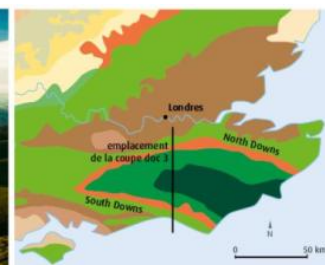 Londres
emplacement
de la coupe doc 3
North Downs
South Downs
N
0 50 km